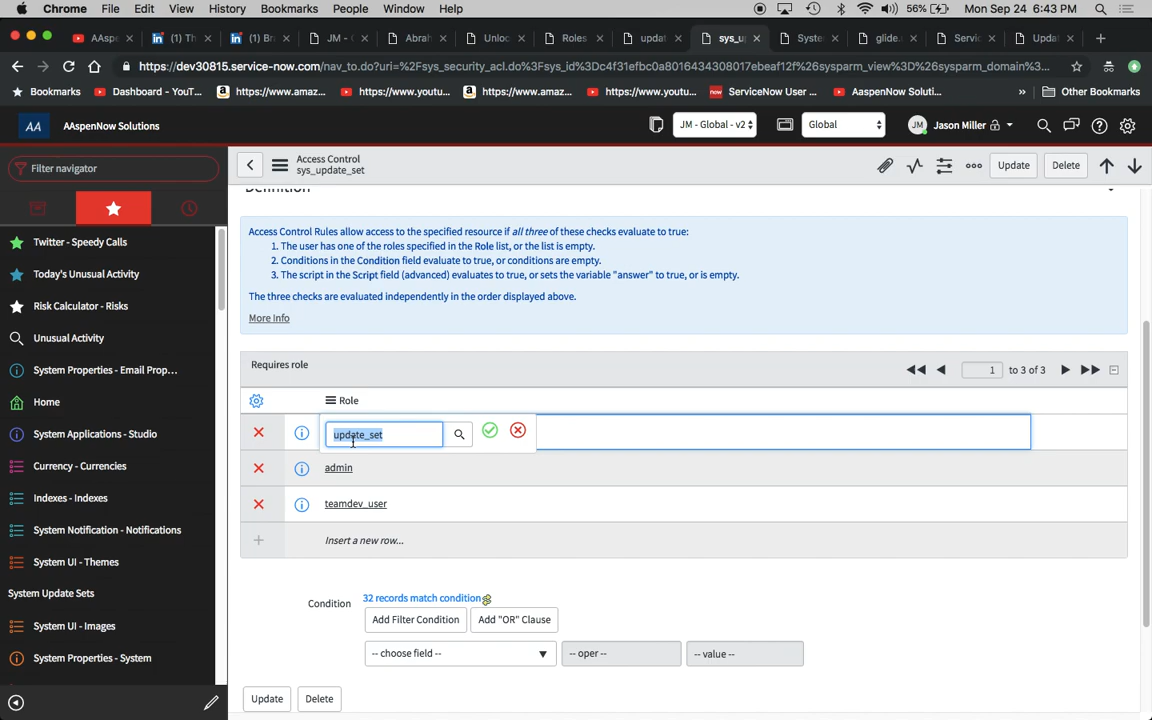 Chrome File Edit View History Bookmarks People Window Help 56% Mon Sep 24 6:43 PM
AAspe (1) Th (1) Br JM - G Abrah Unloc Roles updat sys_u Syste glide. Servic Updat
https://dev30815.service-now.com/nav_to.do?uri=%2Fsys_security_acl.do%3Fsys_id%3Dc4f31efbc0a8016434308017ebeaf12f%26sysparm_view%3D%26sysparm_domain%3...
Bookmarks Dashboard - YouT... https://www.amaz... https://www.youtu... https://www.amaz... https://www.youtu... now ServiceNow User ... AaspenNow Soluti... » Other Bookmarks
AA AAspenNow Solutions JM - Global - v2 Global JM Jason Miller
Filter navigator
Access Control
sys_update_set
Update Delete
Definition
Twitter - Speedy Calls
Today's Unusual Activity
Risk Calculator - Risks
Unusual Activity
System Properties - Email Prop...
Home
System Applications - Studio
Currency - Currencies
Indexes - Indexes
System Notification - Notifications
System UI - Themes
System Update Sets
System UI - Images
System Properties - System
Access Control Rules allow access to the specified resource if all three of these checks evaluate to true:
1. The user has one of the roles specified in the Role list, or the list is empty.
2. Conditions in the Condition field evaluate to true, or conditions are empty.
3. The script in the Script field (advanced) evaluates to true, or sets the variable "answer" to true, or is empty.
The three checks are evaluated independently in the order displayed above.
More Info
Requires role 1 to 3 of 3
Role
update_set
admin
teamdev_user
Insert a new row...
Condition 32 records match condition
Add Filter Condition Add "OR" Clause
-- choose field -- -- oper -- -- value --
Update Delete